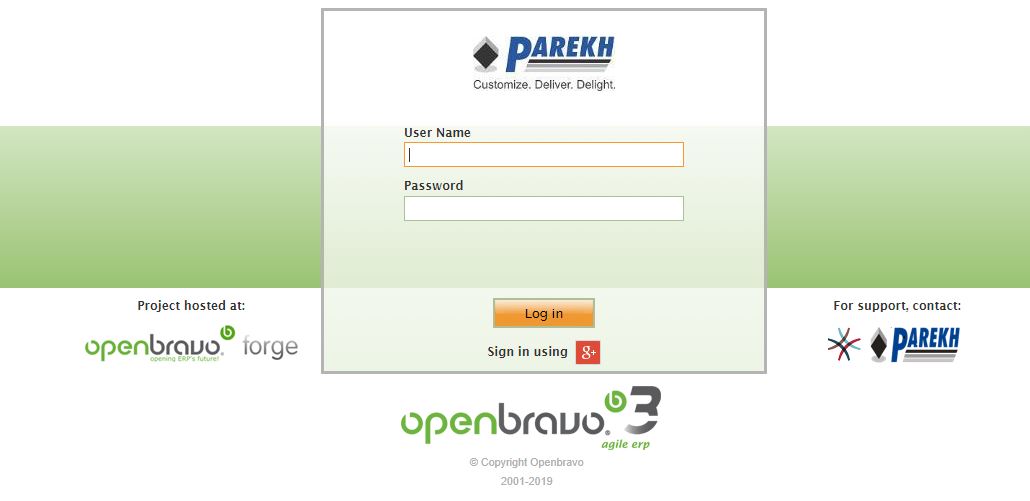 PAREKH
Customize. Deliver. Delight.
User Name
Password
Log in
Sign in using g+
Project hosted at:
openbravo b forge
opening ERP's future!
For support, contact:
PAREKH
openbravo b 3
agile erp
© Copyright Openbravo
2001-2019